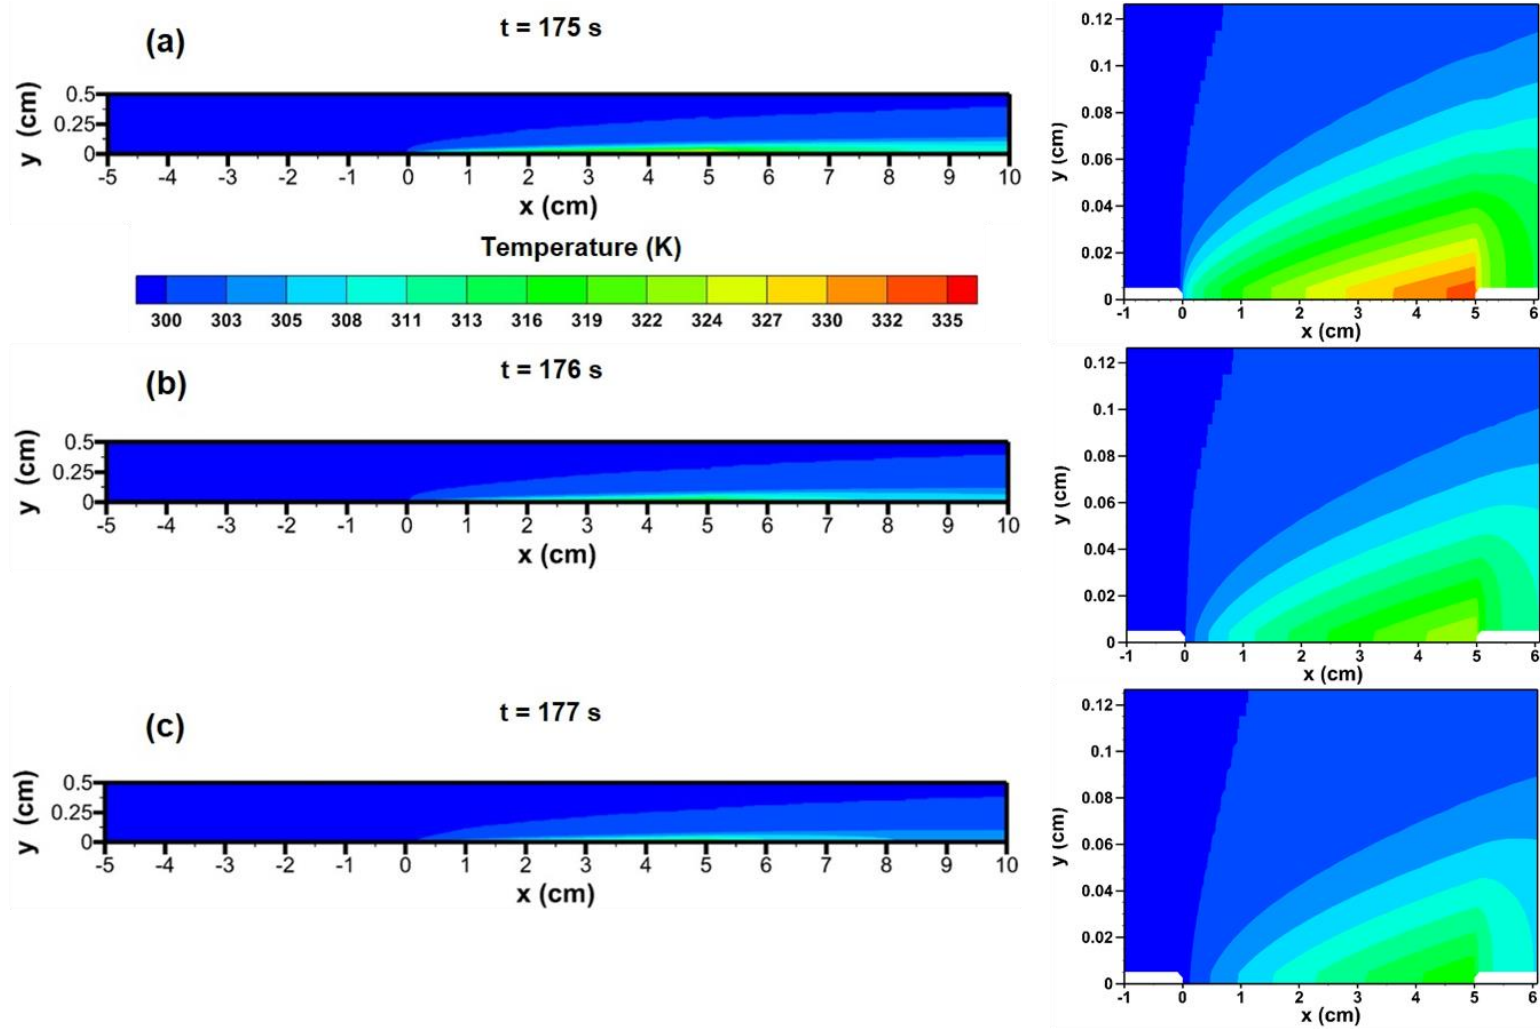 (a)
t = 175 s
y (cm)
0.5
0.25
0
-5 -4 -3 -2 -1 0 1 2 3 4 5 6 7 8 9 10
x (cm)
Temperature (K)
300 303 305 308 311 313 316 319 322 324 327 330 332 335
y (cm)
0.12
0.1
0.08
0.06
0.04
0.02
0
-1 0 1 2 3 4 5 6
x (cm)
(b)
t = 176 s
y (cm)
0.5
0.25
0
-5 -4 -3 -2 -1 0 1 2 3 4 5 6 7 8 9 10
x (cm)
y (cm)
0.12
0.1
0.08
0.06
0.04
0.02
0
-1 0 1 2 3 4 5 6
x (cm)
(c)
t = 177 s
y (cm)
0.5
0.25
0
-5 -4 -3 -2 -1 0 1 2 3 4 5 6 7 8 9 10
x (cm)
y (cm)
0.12
0.1
0.08
0.06
0.04
0.02
0
-1 0 1 2 3 4 5 6
x (cm)